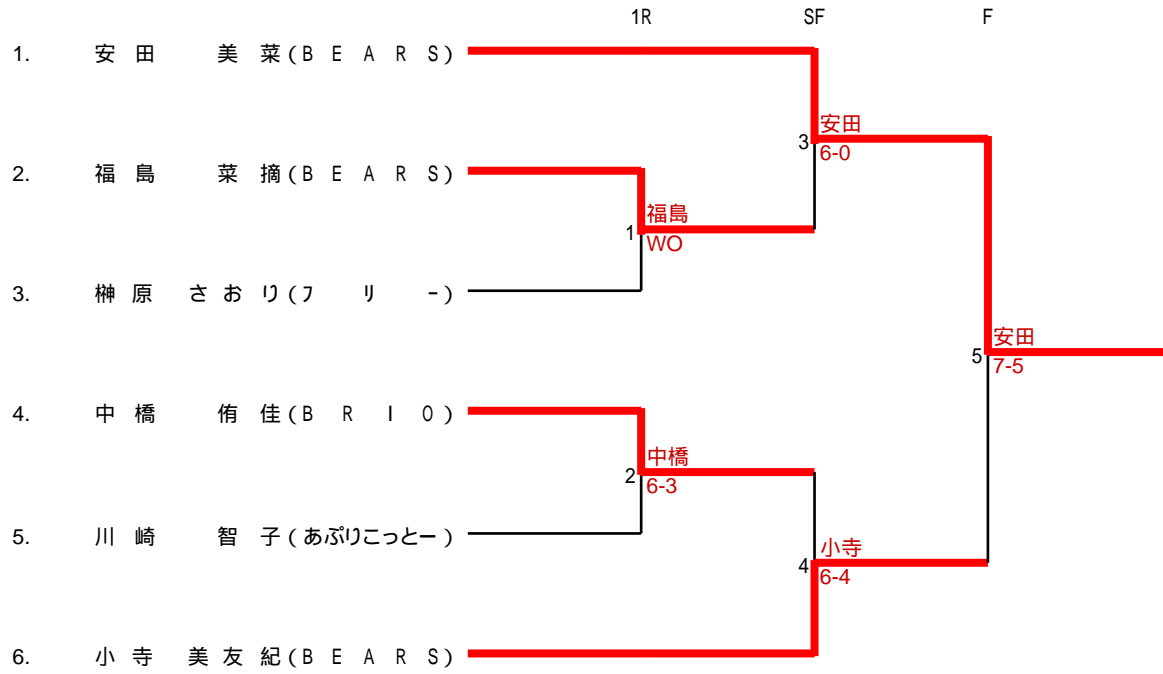 1R SF F
1. 安田 美菜(BEARS)
安田
3 6-0
2. 福島 菜摘(BEARS)
福島
1 WO
3. 榊原 さおり(フリー)
安田
5 7-5
4. 中橋 侑佳(BRIO)
中橋
2 6-3
5. 川崎 智子(あぷりこっとー)
小寺
4 6-4
6. 小寺 美友紀(BEARS)